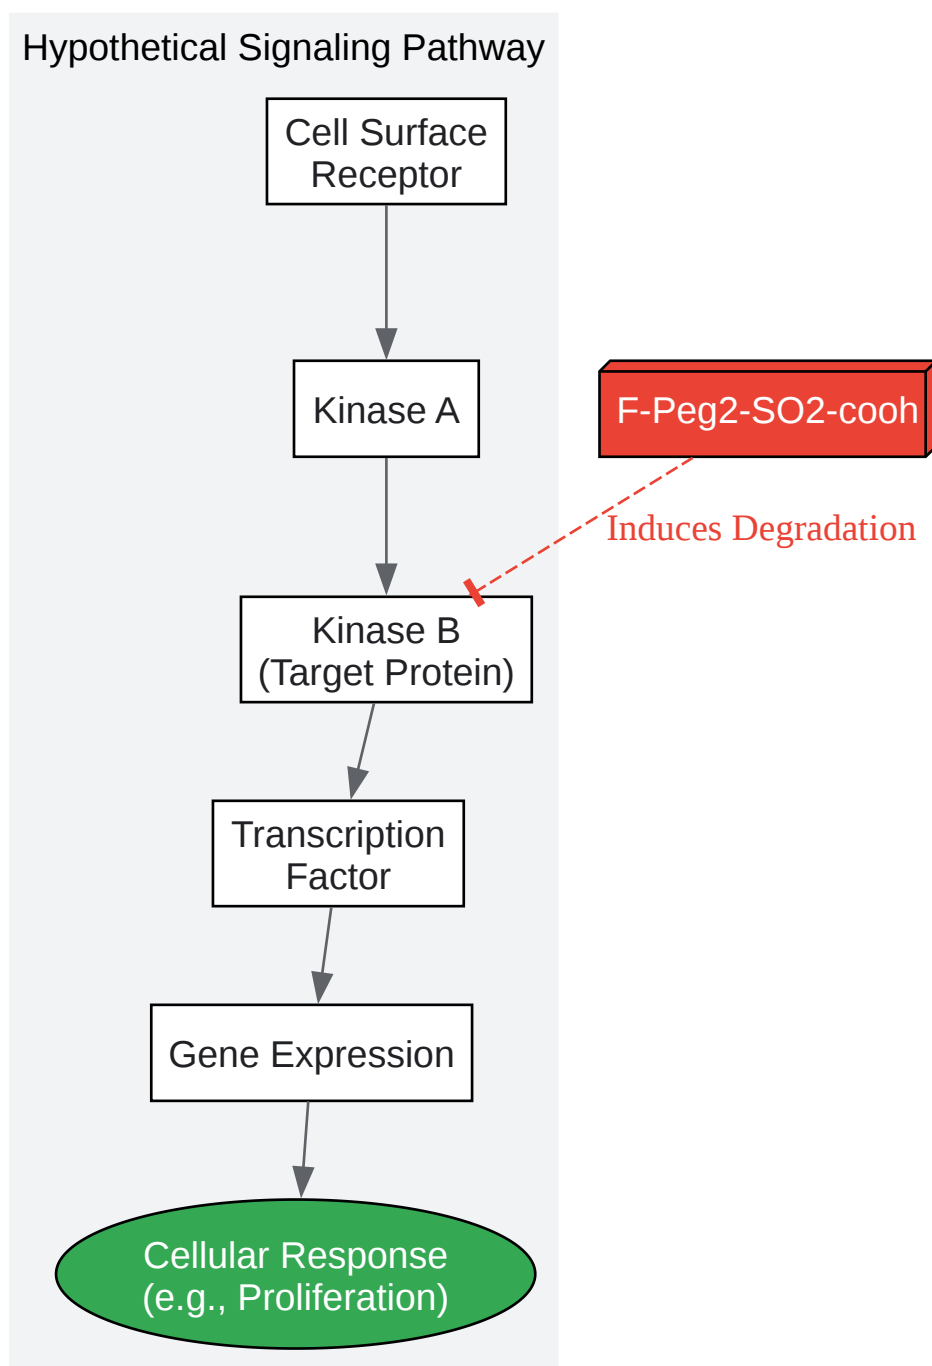 Hypothetical Signaling Pathway
Cell Surface
Receptor
Kinase A
F-Peg2-SO2-cooh
Induces Degradation
Kinase B
(Target Protein)
Transcription
Factor
Gene Expression
Cellular Response
(e.g., Proliferation)